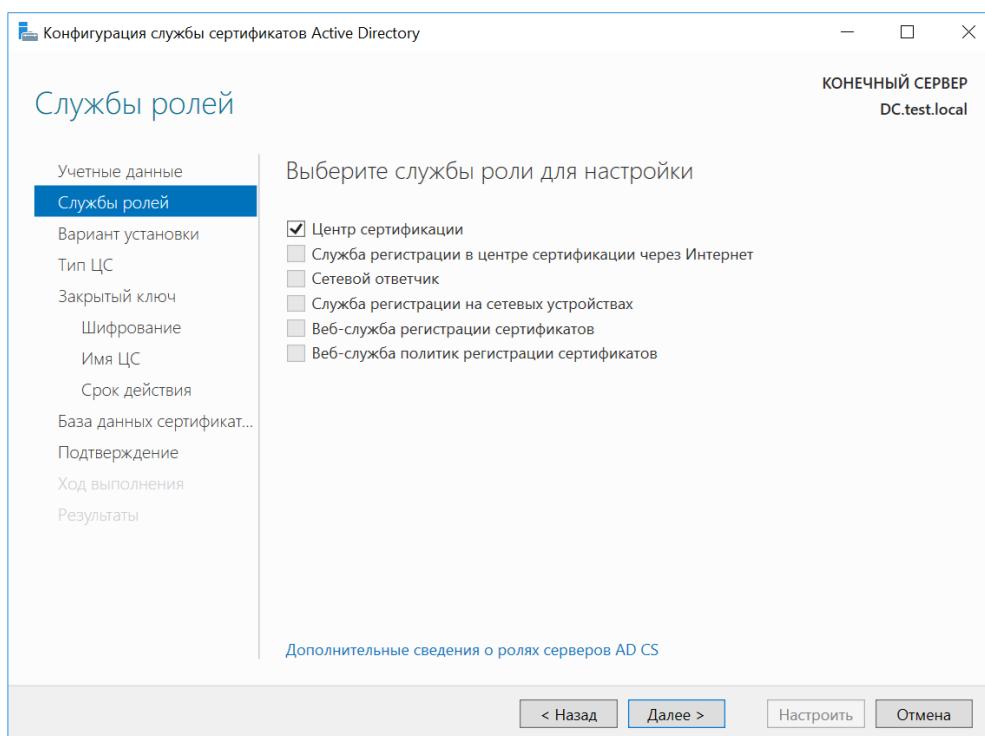 Конфигурация службы сертификатов Active Directory
КОНЕЧНЫЙ СЕРВЕР
DC.test.local
Службы ролей
Учетные данные
Службы ролей
Вариант установки
Тип ЦС
Закрытый ключ
Шифрование
Имя ЦС
Срок действия
База данных сертификат...
Подтверждение
Ход выполнения
Результаты
Выберите службы роли для настройки
Центр сертификации
Служба регистрации в центре сертификации через Интернет
Сетевой ответчик
Служба регистрации на сетевых устройствах
Веб-служба регистрации сертификатов
Веб-служба политик регистрации сертификатов
Дополнительные сведения о ролях серверов AD CS
< Назад
Далее >
Настроить
Отмена